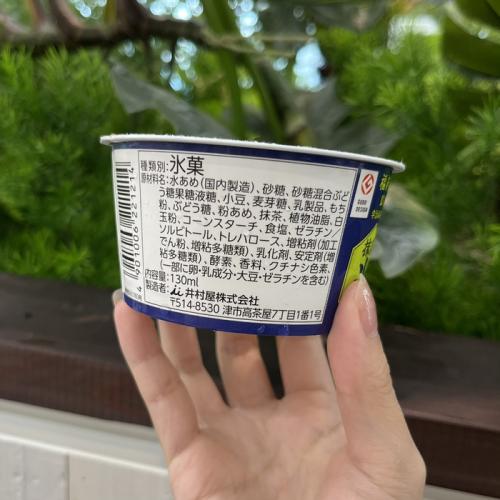 種類別:氷菓
原材料名:水あめ(国内製造)、砂糖、砂糖混合ぶど
う糖果糖液糖、小豆、麦芽糖、乳製品、もち
粉、ぶどう糖、粉あめ、抹茶、植物油脂、白
玉粉、コーンスターチ、食塩、ゼラチン/
ソルビトール、トレハロース、増粘剤(加工
でん粉、増粘多糖類)、乳化剤、安定剤(増
粘多糖類)、酵素、香料、クチナシ色素、
(一部に卵・乳成分・大豆・ゼラチンを含む)
内容量:130ml
製造者:井村屋株式会社
〒514-8530 津市高茶屋7丁目1番1号
4901006221214
GOOD DESIGN